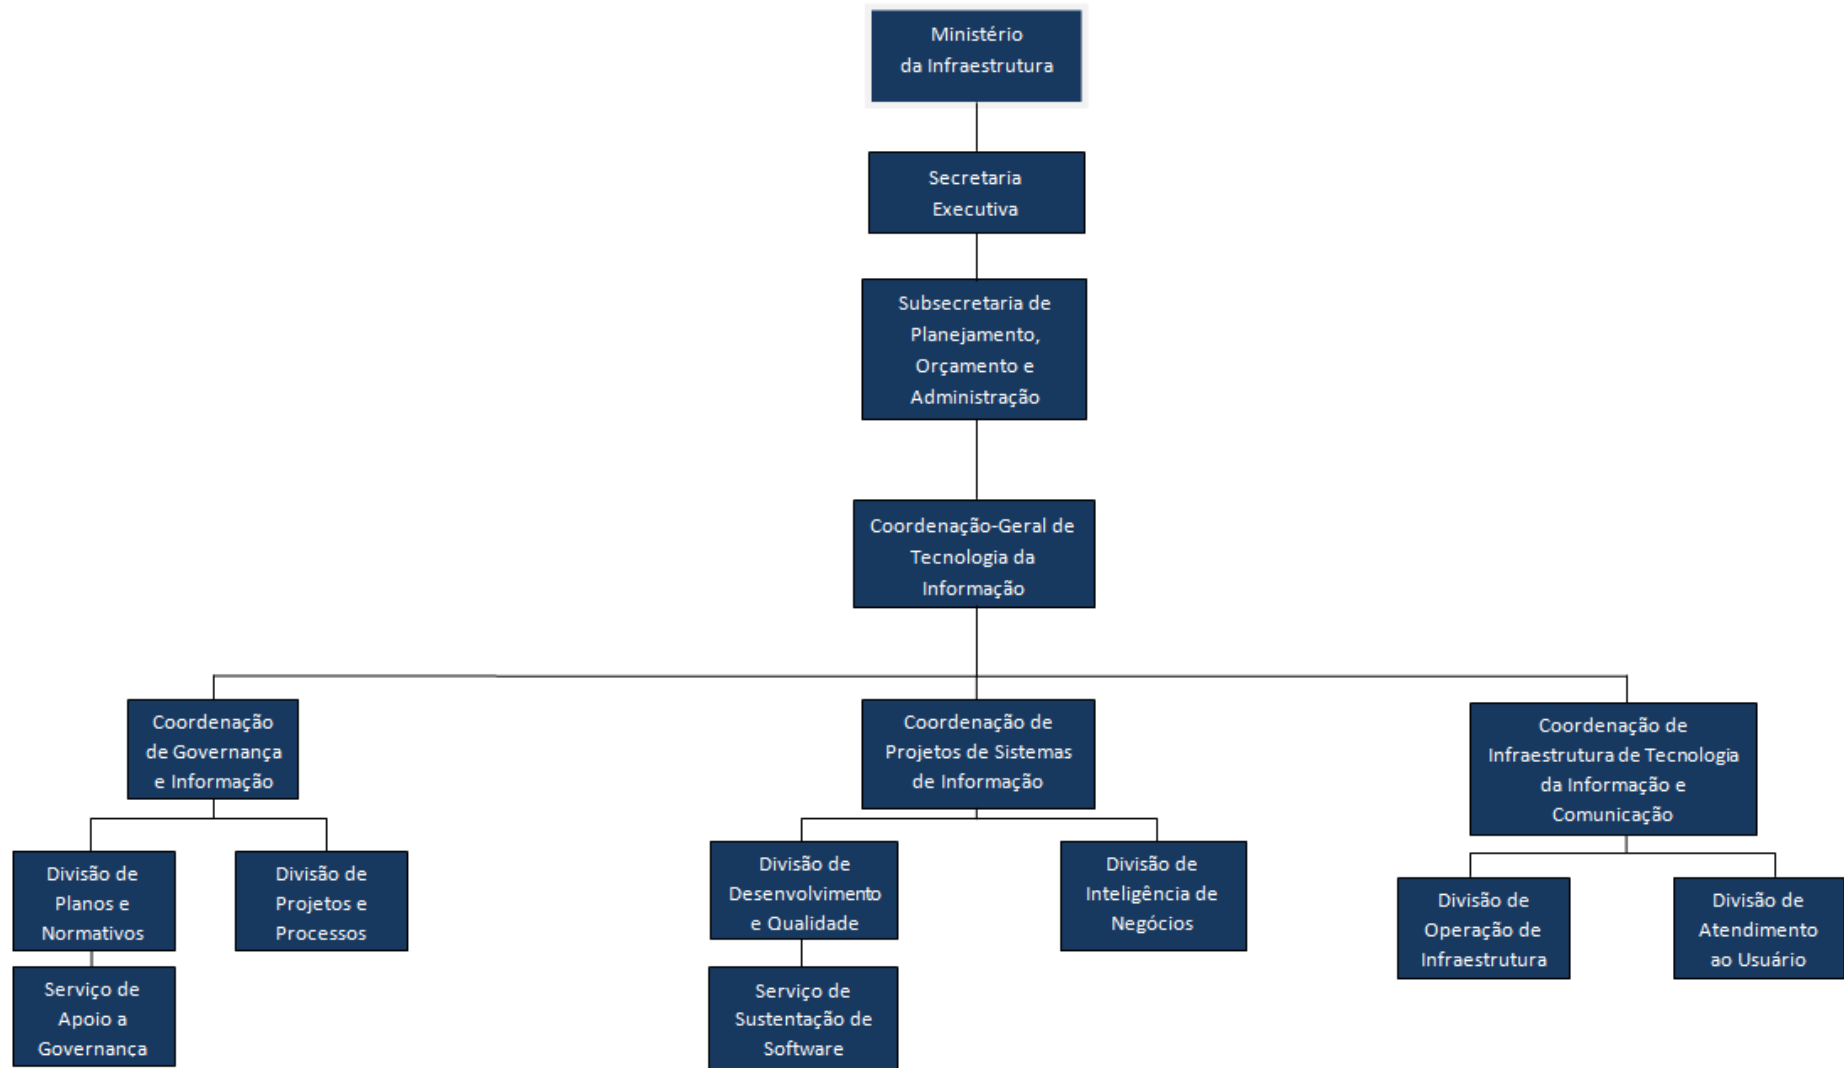 Ministério
da Infraestrutura
Secretaria
Executiva
Subsecretaria de
Planejamento,
Orçamento e
Administração
Coordenação-Geral de
Tecnologia da
Informação
Coordenação
de Governança
e Informação
Coordenação de
Projetos de Sistemas
de Informação
Coordenação de
Infraestrutura de Tecnologia
da Informação e
Comunicação
Divisão de
Planos e
Normativos
Divisão de
Projetos e
Processos
Divisão de
Desenvolvimento
e Qualidade
Divisão de
Inteligência de
Negócios
Divisão de
Operação de
Infraestrutura
Divisão de
Atendimento
ao Usuário
Serviço de
Apoio a
Governança
Serviço de
Sustentação de
Software